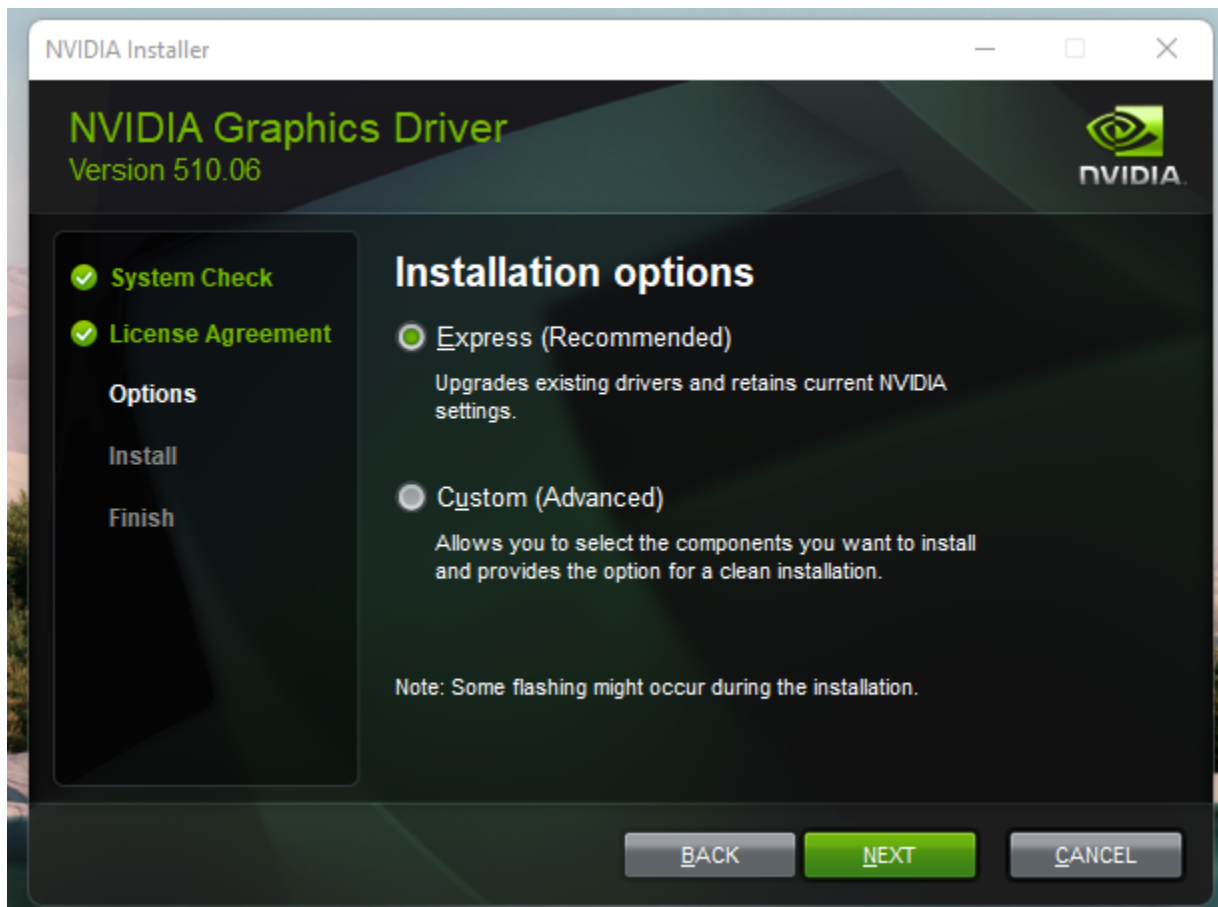 NVIDIA Installer
NVIDIA Graphics Driver
Version 510.06
NVIDIA.
System Check
License Agreement
Options
Install
Finish
Installation options
Express (Recommended)
Upgrades existing drivers and retains current NVIDIA
settings.
Custom (Advanced)
Allows you to select the components you want to install
and provides the option for a clean installation.
Note: Some flashing might occur during the installation.
BACK
NEXT
CANCEL